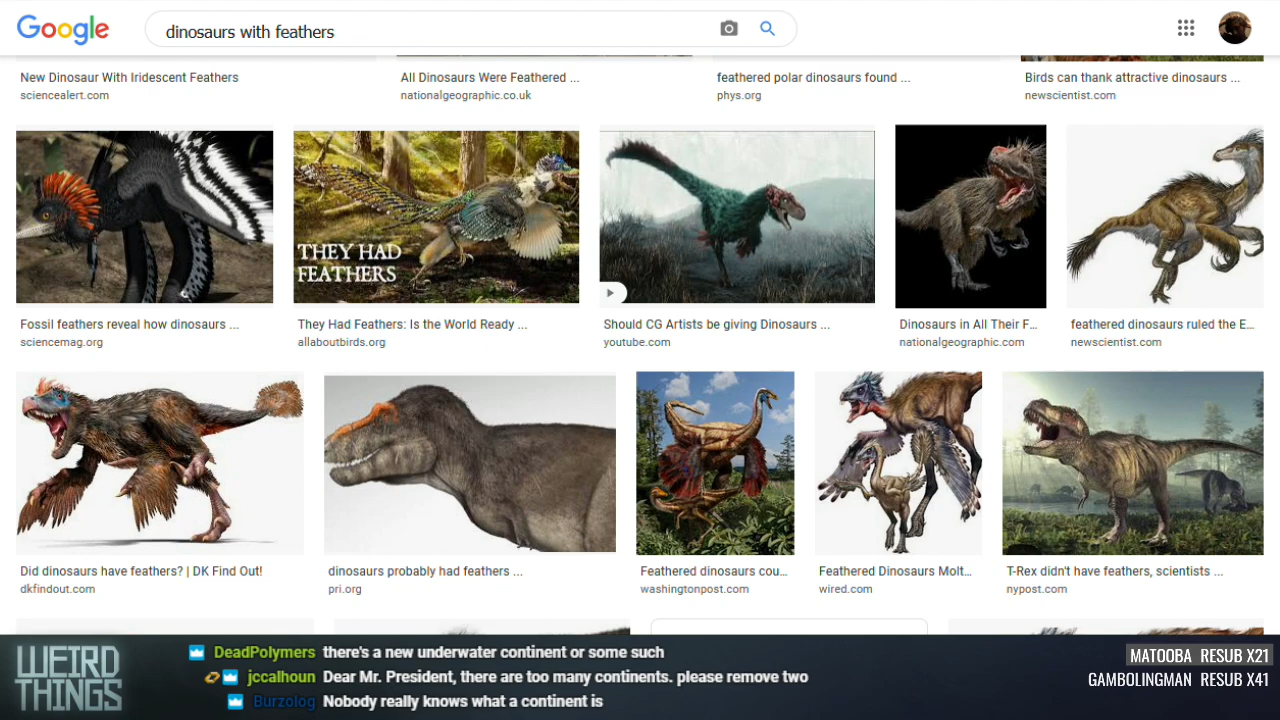 Google
dinosaurs with feathers
New Dinosaur With Iridescent Feathers
sciencealert.com
All Dinosaurs Were Feathered ...
nationalgeographic.co.uk
feathered polar dinosaurs found ...
phys.org
Birds can thank attractive dinosaurs ...
newscientist.com
THEY HAD
FEATHERS
Fossil feathers reveal how dinosaurs ...
sciencemag.org
They Had Feathers: Is the World Ready ...
allaboutbirds.org
Should CG Artists be giving Dinosaurs ...
youtube.com
Dinosaurs in All Their F...
nationalgeographic.com
feathered dinosaurs ruled the E...
newscientist.com
Did dinosaurs have feathers? | DK Find Out!
dkfindout.com
dinosaurs probably had feathers ...
pri.org
Feathered dinosaurs cou...
washingtonpost.com
Feathered Dinosaurs Molt...
wired.com
T-Rex didn't have feathers, scientists ...
nypost.com
WEIRD
THINGS
DeadPolymers there's a new underwater continent or some such
jccalhoun Dear Mr. President, there are too many continents. please remove two
Burzolog Nobody really knows what a continent is
MATOOBA RESUB X21
GAMBOLINGMAN RESUB X41